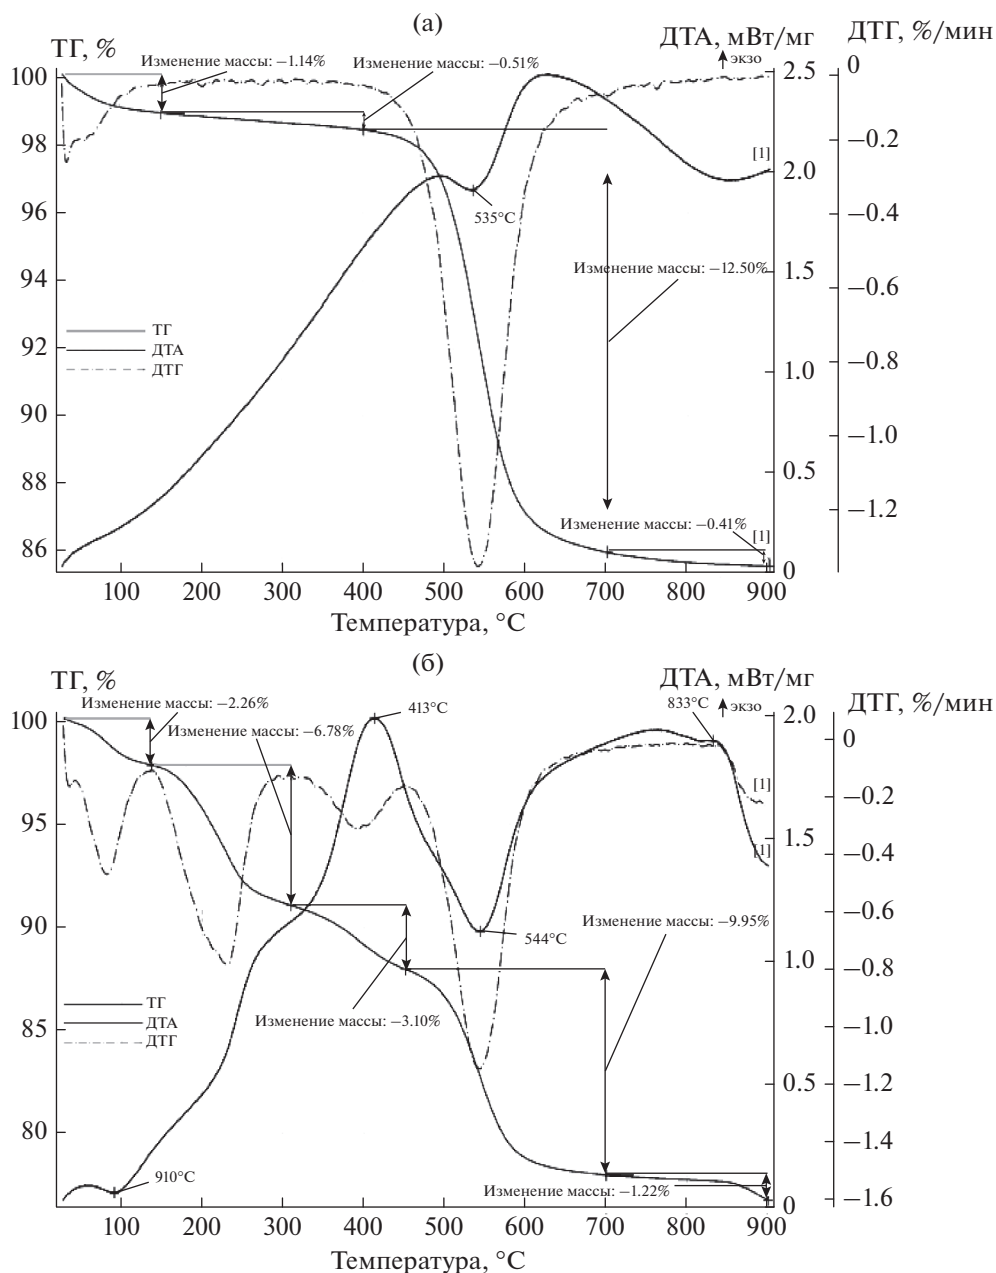 (а)
ТГ, %
ДТА, мВт/мг
ДТГ, %/мин
экзо
Изменение массы: −1.14%
Изменение массы: −0.51%
100
98
96
94
92
90
88
86
2.5
2.0
1.5
1.0
0.5
0
0
−0.2
−0.4
−0.6
−0.8
−1.0
−1.2
[1]
535°C
Изменение массы: −12.50%
ТГ
ДТА
ДТГ
Изменение массы: −0.41%
[1]
100 200 300 400 500 600 700 800 900
Температура, °C
(б)
ТГ, %
ДТА, мВт/мг
ДТГ, %/мин
экзо
Изменение массы: −2.26%
413°C
833°C
Изменение массы: −6.78%
100
95
90
85
80
2.0
1.5
1.0
0.5
0
0
−0.2
−0.4
−0.6
−0.8
−1.0
−1.2
−1.4
−1.6
[1]
[1]
544°C
Изменение массы: −9.95%
Изменение массы: −3.10%
ТГ
ДТА
ДТГ
910°C
Изменение массы: −1.22%
100 200 300 400 500 600 700 800 900
Температура, °C